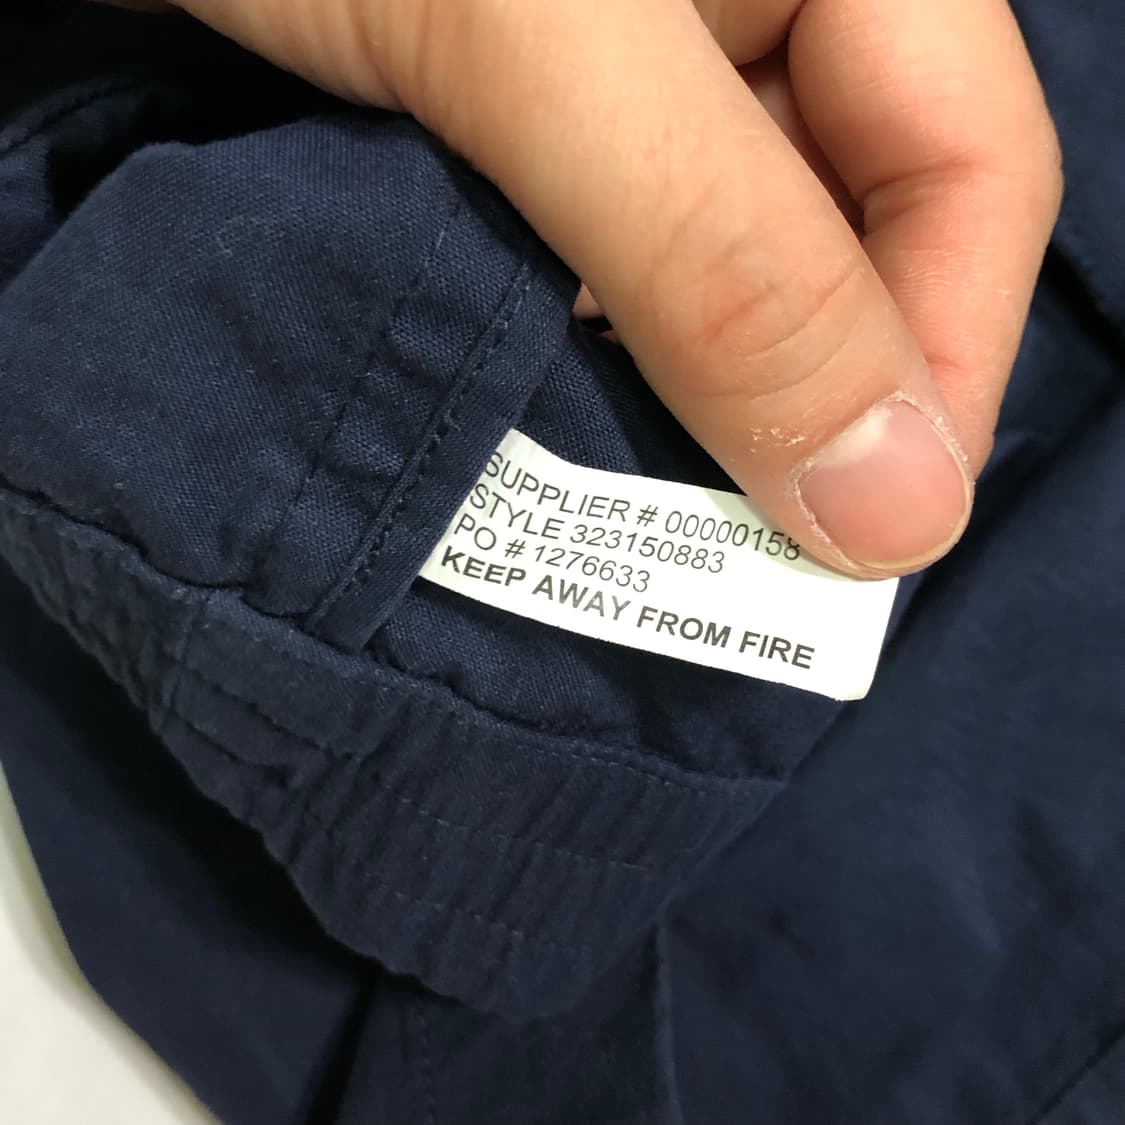 SUPPLIER # 00000158
STYLE 323150883
PO # 1276633
KEEP AWAY FROM FIRE